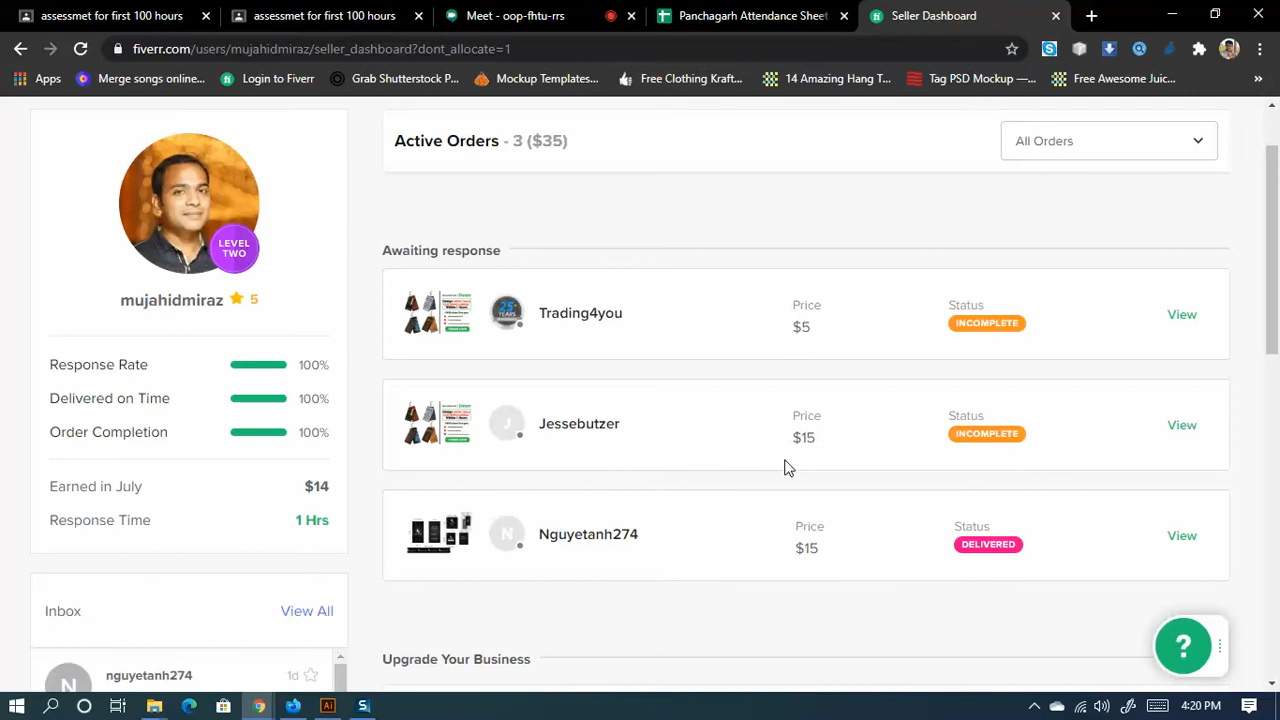 assessmet for first 100 hours
assessmet for first 100 hours
Meet - oop-fhtu-rrs
Panchagarh Attendance Sheet
Seller Dashboard
fiverr.com/users/mujahidmiraz/seller_dashboard?dont_allocate=1
Apps
Merge songs online...
Login to Fiverr
Grab Shutterstock P...
Mockup Templates...
Free Clothing Kraft...
14 Amazing Hang T...
Tag PSD Mockup —...
Free Awesome Juic...
»
LEVEL
TWO
mujahidmiraz 5
Response Rate 100%
Delivered on Time 100%
Order Completion 100%
Earned in July $14
Response Time 1 Hrs
Inbox View All
N nguyetanh274 1d
Active Orders - 3 ($35)
All Orders
Awaiting response
25
YEARS
Trading4you
Price
$5
Status
INCOMPLETE
View
J
Jessebutzer
Price
$15
Status
INCOMPLETE
View
N
Nguyetanh274
Price
$15
Status
DELIVERED
View
Upgrade Your Business
?
4:20 PM